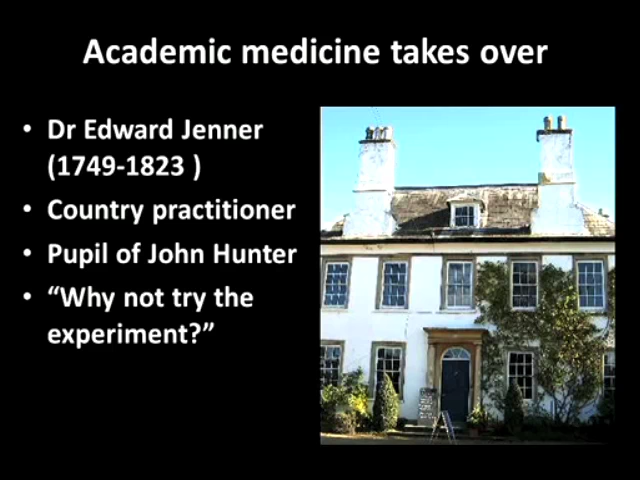 Academic medicine takes over
• Dr Edward Jenner
(1749-1823 )
• Country practitioner
• Pupil of John Hunter
• “Why not try the
experiment?”